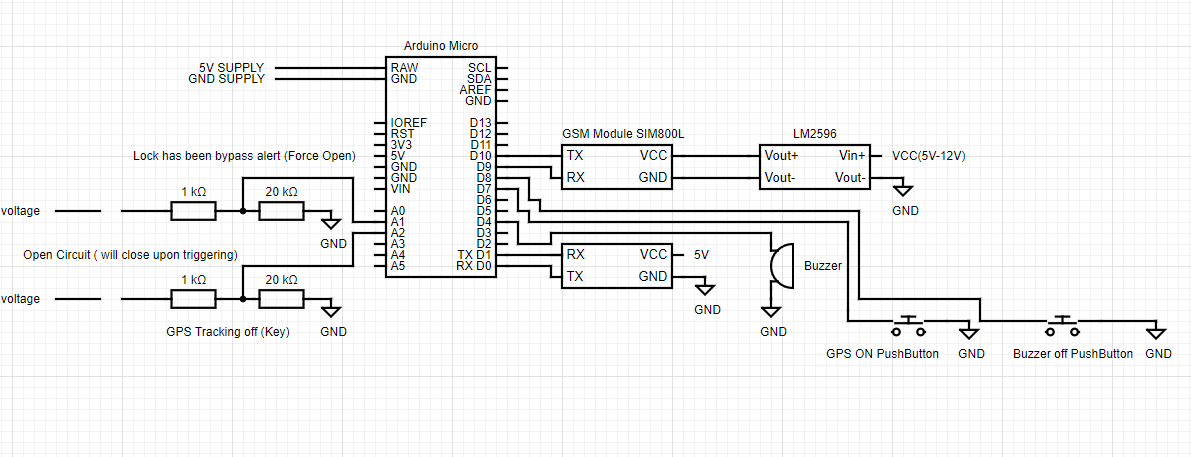 Arduino Micro
5V SUPPLY
GND SUPPLY
RAW
GND
IOREF
RST
3V3
5V
GND
GND
VIN
A0
A1
A2
A3
A4
A5
SCL
SDA
AREF
GND
D13
D12
D11
D10
D9
D8
D7
D6
D5
D4
D3
D2
TX D1
RX D0
Lock has been bypass alert (Force Open)
1 kΩ
20 kΩ
voltage
GND
Open Circuit ( will close upon triggering)
1 kΩ
20 kΩ
voltage
GPS Tracking off (Key)
GND
GSM Module SIM800L
TX
VCC
RX
GND
LM2596
Vout+
Vin+
Vout-
Vout-
VCC(5V-12V)
GND
RX
VCC
TX
GND
5V
GND
Buzzer
GND
GPS ON PushButton
GND
Buzzer off PushButton
GND